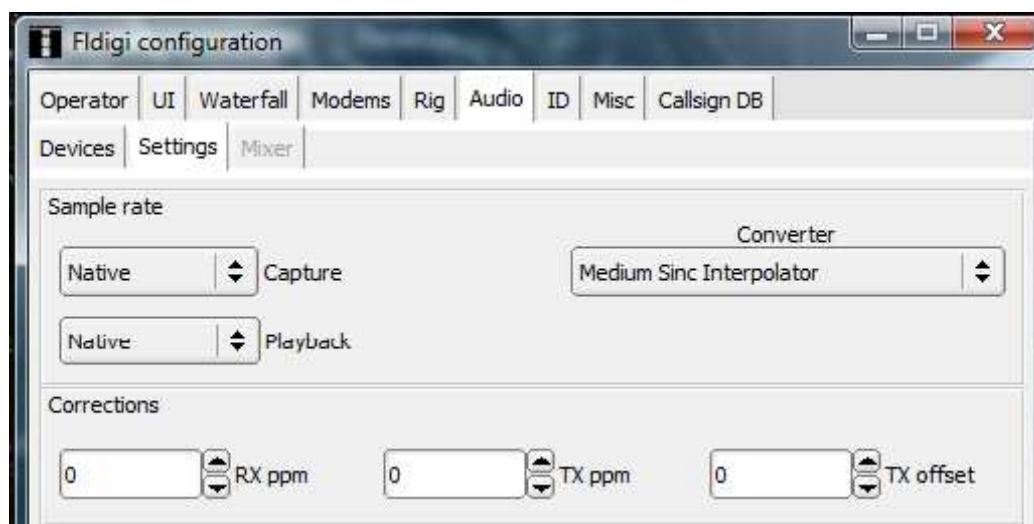 Fldigi configuration
Operator UI Waterfall Modems Rig Audio ID Misc Callsign DB
Devices Settings Mixer
Sample rate
Converter
Native Capture Medium Sinc Interpolator
Native Playback
Corrections
0 RX ppm 0 TX ppm 0 TX offset